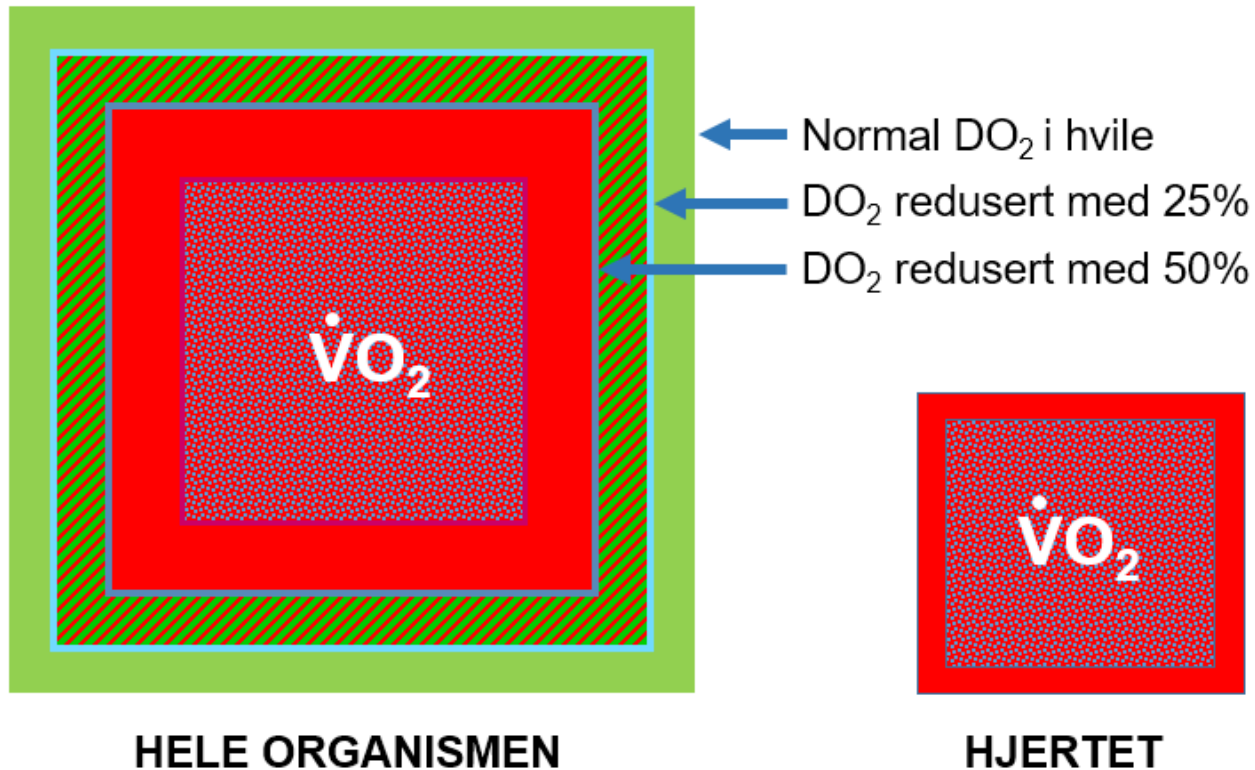 Normal DO₂ i hvile
DO₂ redusert med 25%
DO₂ redusert med 50%
V̇O₂
V̇O₂
HELE ORGANISMEN
HJERTET